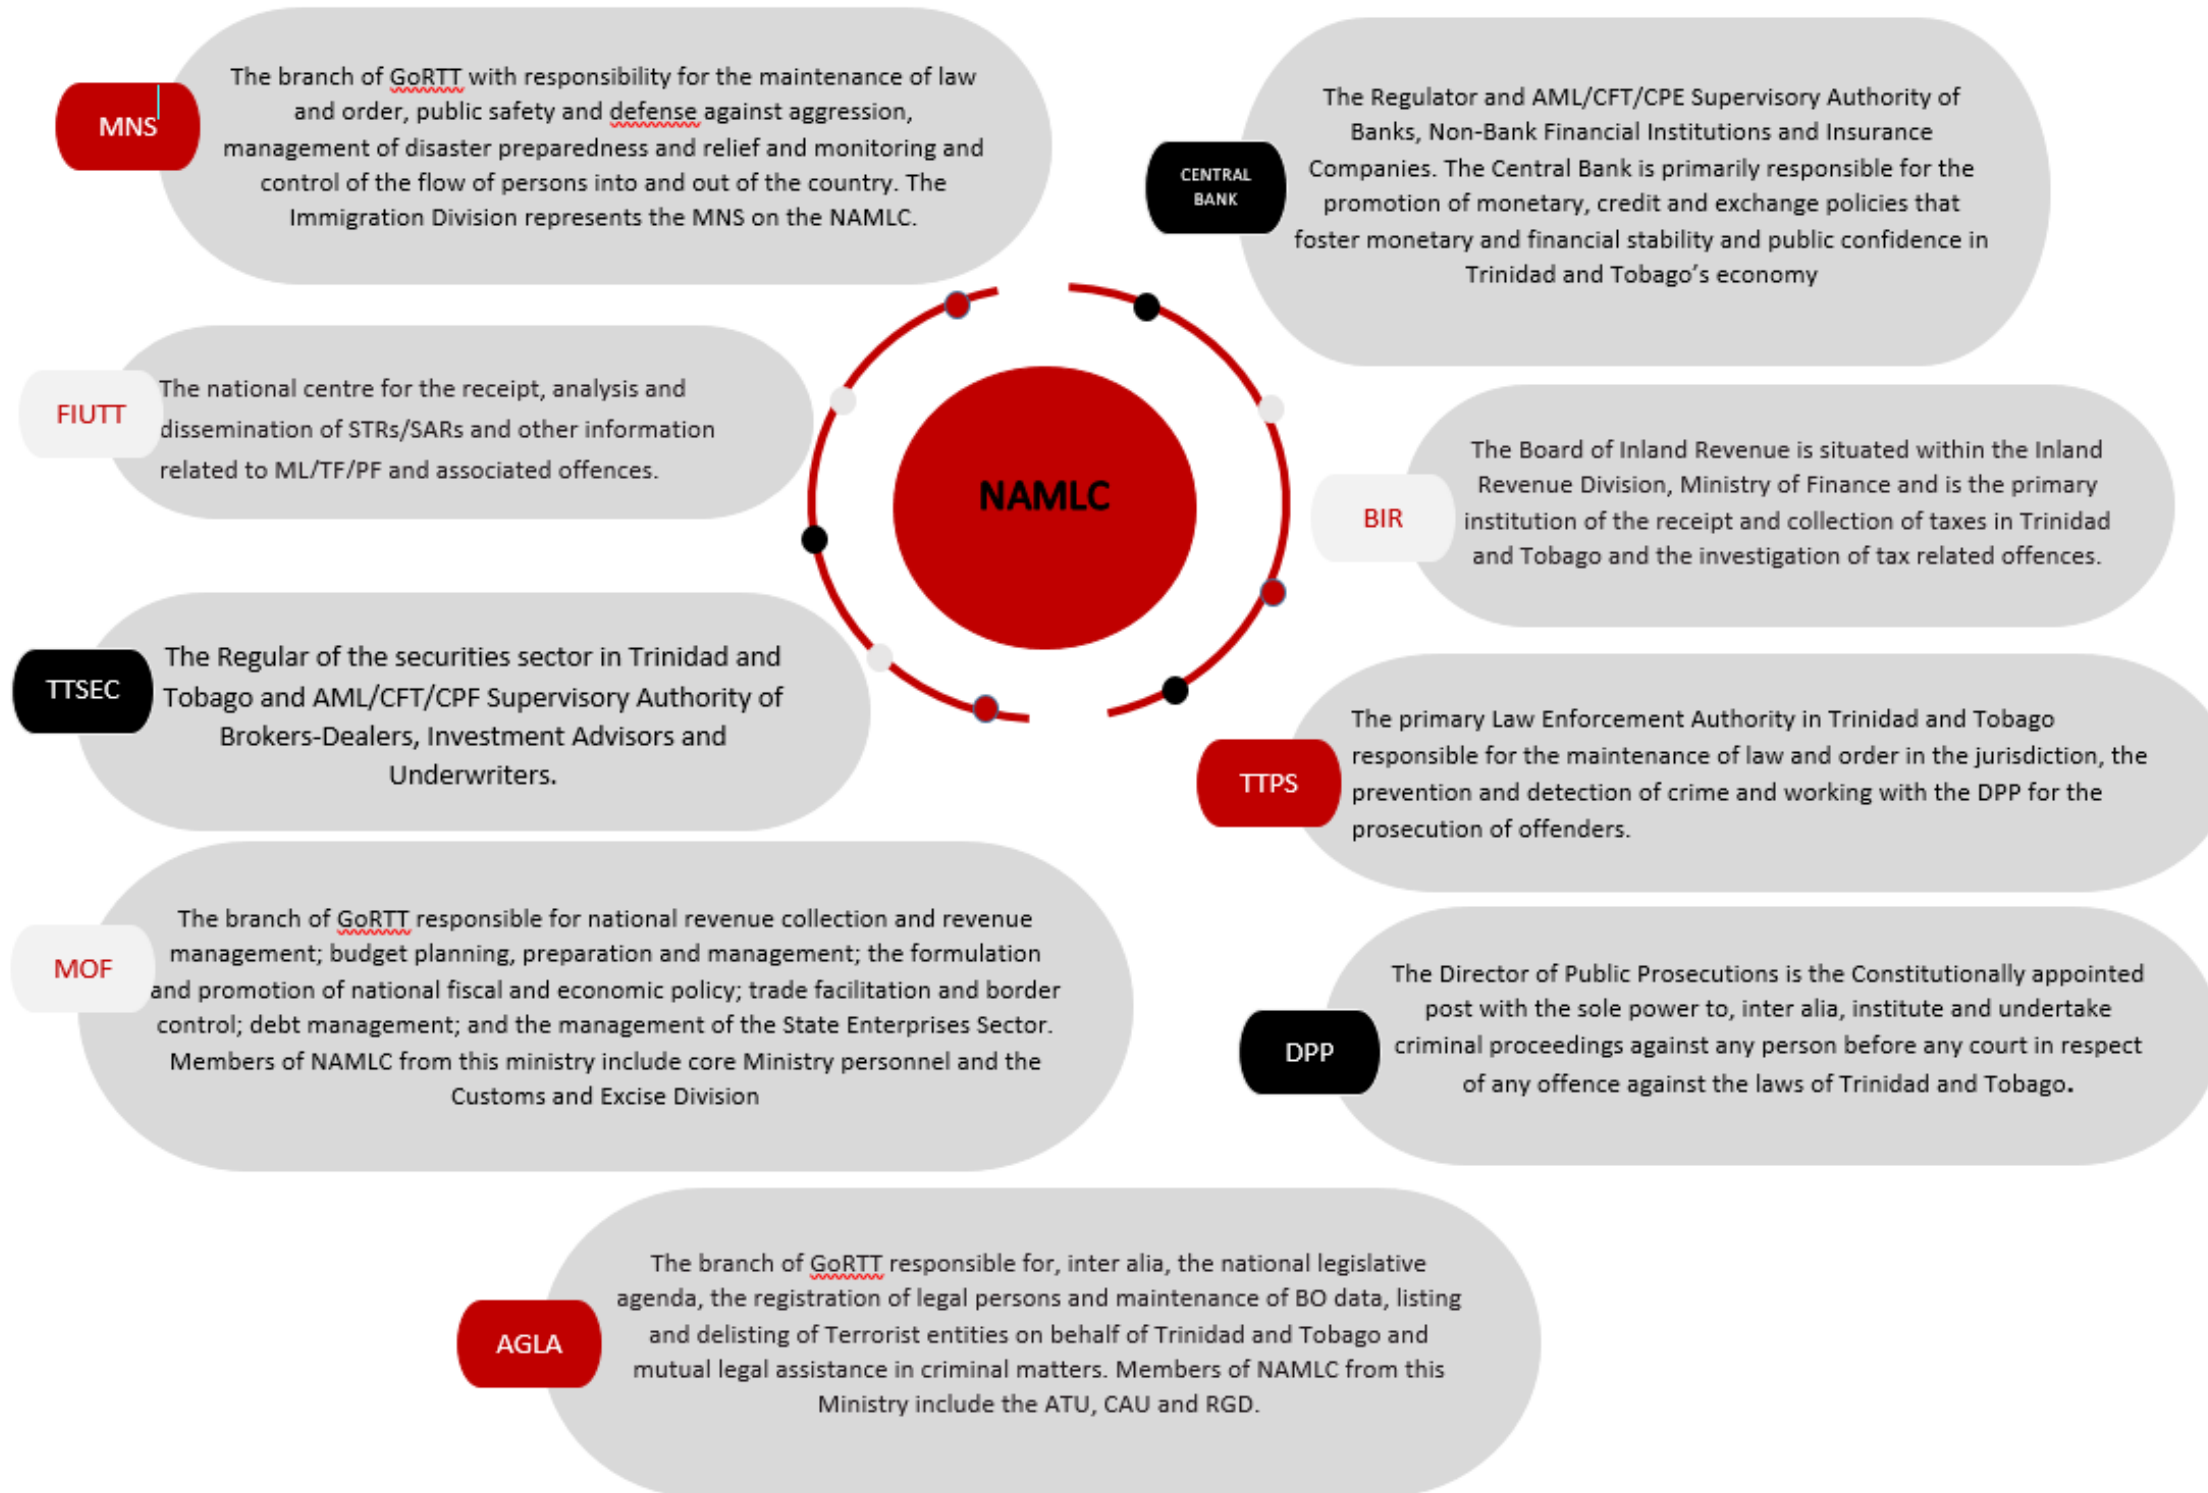 MNS
The branch of GoRTT with responsibility for the maintenance of law
and order, public safety and defense against aggression,
management of disaster preparedness and relief and monitoring and
control of the flow of persons into and out of the country. The
Immigration Division represents the MNS on the NAMLC.
CENTRAL
BANK
The Regulator and AML/CFT/CPE Supervisory Authority of
Banks, Non-Bank Financial Institutions and Insurance
Companies. The Central Bank is primarily responsible for the
promotion of monetary, credit and exchange policies that
foster monetary and financial stability and public confidence in
Trinidad and Tobago’s economy
FIUTT
The national centre for the receipt, analysis and
dissemination of STRs/SARs and other information
related to ML/TF/PF and associated offences.
NAMLC
BIR
The Board of Inland Revenue is situated within the Inland
Revenue Division, Ministry of Finance and is the primary
institution of the receipt and collection of taxes in Trinidad
and Tobago and the investigation of tax related offences.
TTSEC
The Regular of the securities sector in Trinidad and
Tobago and AML/CFT/CPF Supervisory Authority of
Brokers-Dealers, Investment Advisors and
Underwriters.
TTPS
The primary Law Enforcement Authority in Trinidad and Tobago
responsible for the maintenance of law and order in the jurisdiction, the
prevention and detection of crime and working with the DPP for the
prosecution of offenders.
MOF
The branch of GoRTT responsible for national revenue collection and revenue
management; budget planning, preparation and management; the formulation
and promotion of national fiscal and economic policy; trade facilitation and border
control; debt management; and the management of the State Enterprises Sector.
Members of NAMLC from this ministry include core Ministry personnel and the
Customs and Excise Division
DPP
The Director of Public Prosecutions is the Constitutionally appointed
post with the sole power to, inter alia, institute and undertake
criminal proceedings against any person before any court in respect
of any offence against the laws of Trinidad and Tobago.
AGLA
The branch of GoRTT responsible for, inter alia, the national legislative
agenda, the registration of legal persons and maintenance of BO data, listing
and delisting of Terrorist entities on behalf of Trinidad and Tobago and
mutual legal assistance in criminal matters. Members of NAMLC from this
Ministry include the ATU, CAU and RGD.